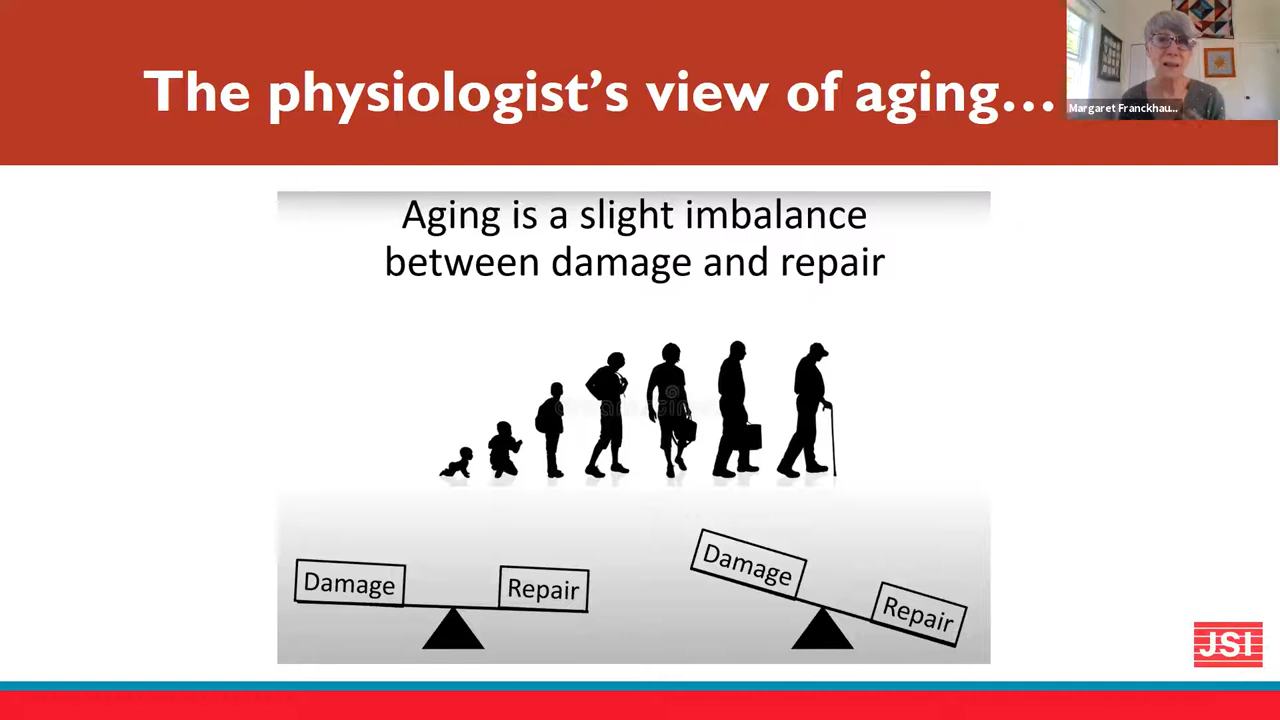 The physiologist's view of aging…
Margaret Franckhau...
Aging is a slight imbalance
between damage and repair
Damage
Repair
Damage
Repair
JSI